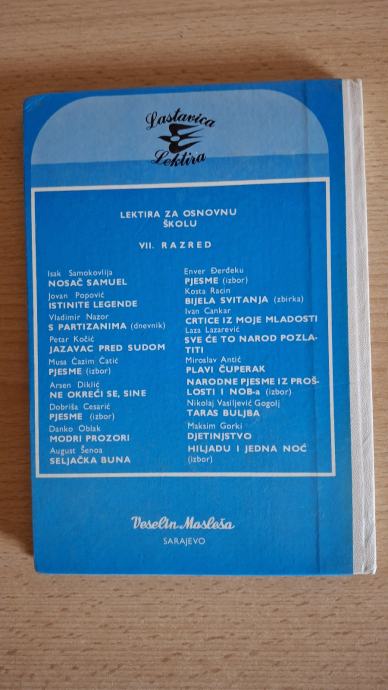 Lastavica
Lektira
LEKTIRA ZA OSNOVNU
ŠKOLU
VII. RAZRED
Isak Samokovlija
NOSAČ SAMUEL
Jovan Popović
ISTINITE LEGENDE
Vladimir Nazor
S PARTIZANIMA (dnevnik)
Petar Kočić
JAZAVAC PRED SUDOM
Musa Ćazim Ćatić
PJESME (izbor)
Arsen Diklić
NE OKREĆI SE, SINE
Dobriša Cesarić
PJESME (izbor)
Danko Oblak
MODRI PROZORI
August Šenoa
SELJAČKA BUNA
Enver Đerđeku
PJESME (izbor)
Kosta Racin
BIJELA SVITANJA (zbirka)
Ivan Cankar
CRTICE IZ MOJE MLADOSTI
Laza Lazarević
SVE ĆE TO NAROD POZLA-
TITI
Miroslav Antić
PLAVI ČUPERAK
NARODNE PJESME IZ PROŠ-
LOSTI I NOB-a (izbor)
Nikolaj Vasiljević Gogolj
TARAS BULJBA
Maksim Gorki
DJETINJSTVO
HILJADU I JEDNA NOĆ
(izbor)
Veselin Masleša
SARAJEVO